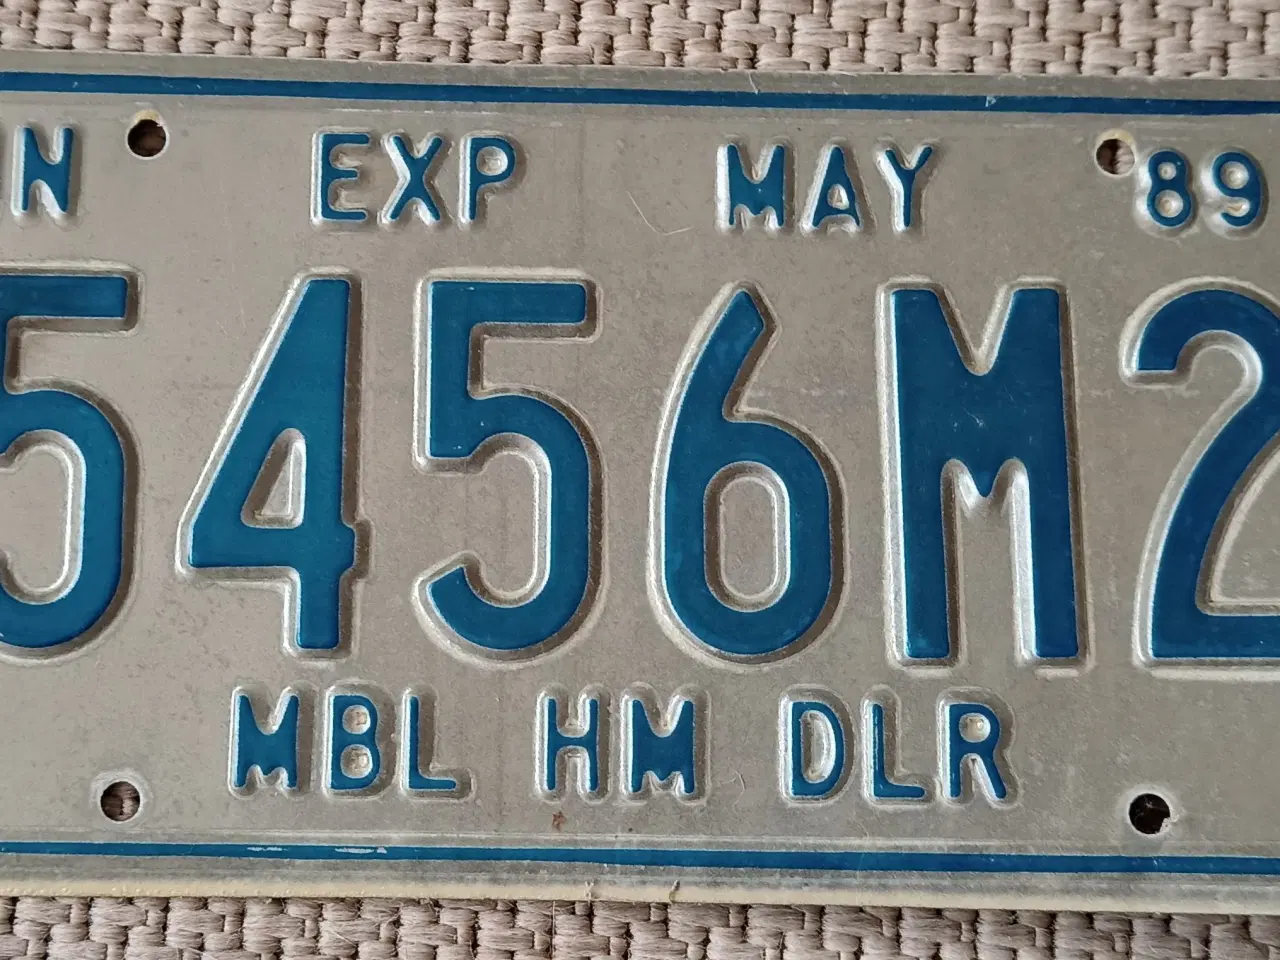 N EXP MAY 89
5456M2
MBL HM DLR